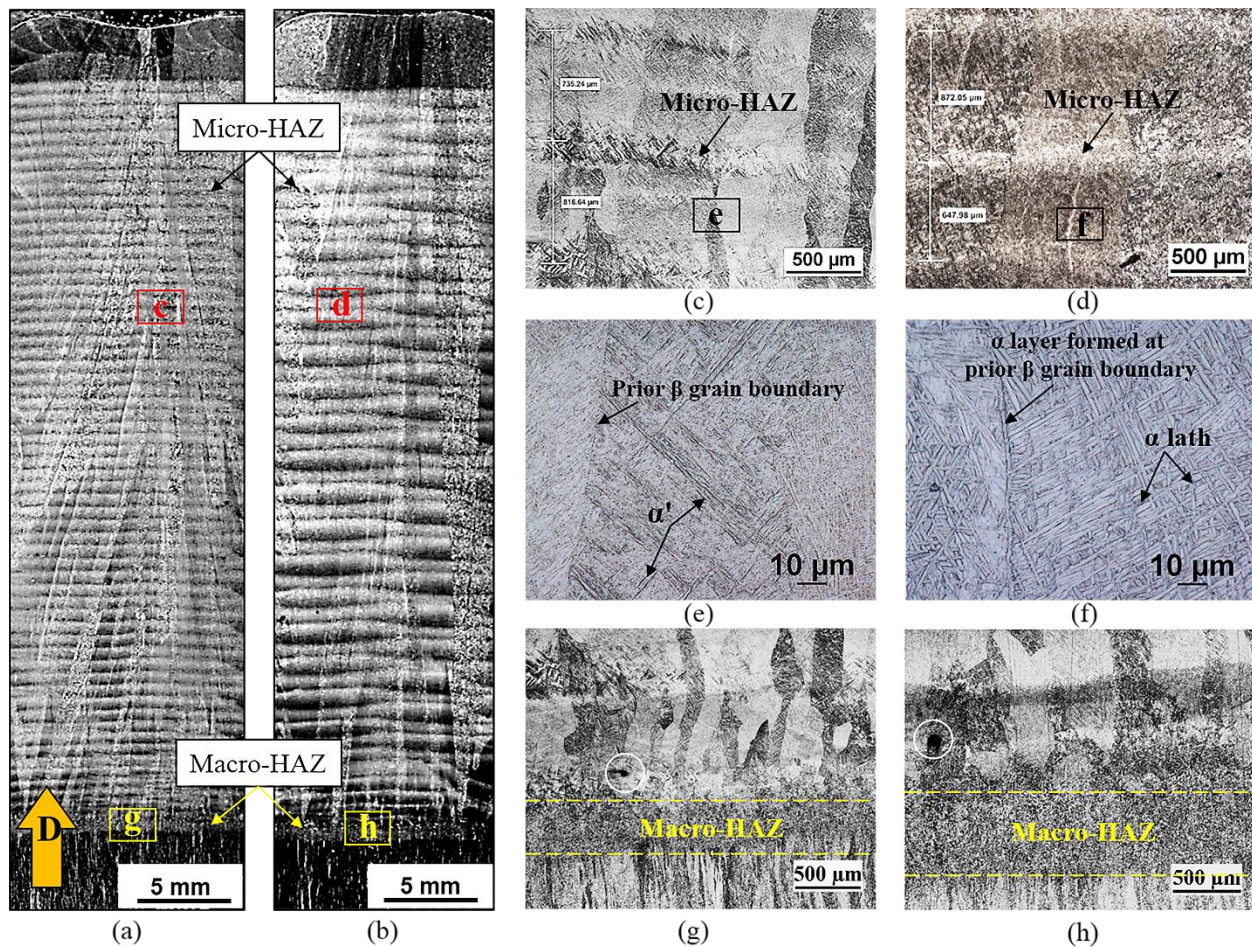 Micro-HAZ
c
d
Macro-HAZ
D
g
h
5 mm
5 mm
(a)
(b)
735.24 µm
Micro-HAZ
816.64 µm
e
500 µm
(c)
872.05 µm
Micro-HAZ
647.98 µm
f
500 µm
(d)
Prior β grain boundary
α'
10 µm
(e)
α layer formed at
prior β grain boundary
α lath
10 µm
(f)
Macro-HAZ
500 µm
(g)
Macro-HAZ
500 µm
(h)